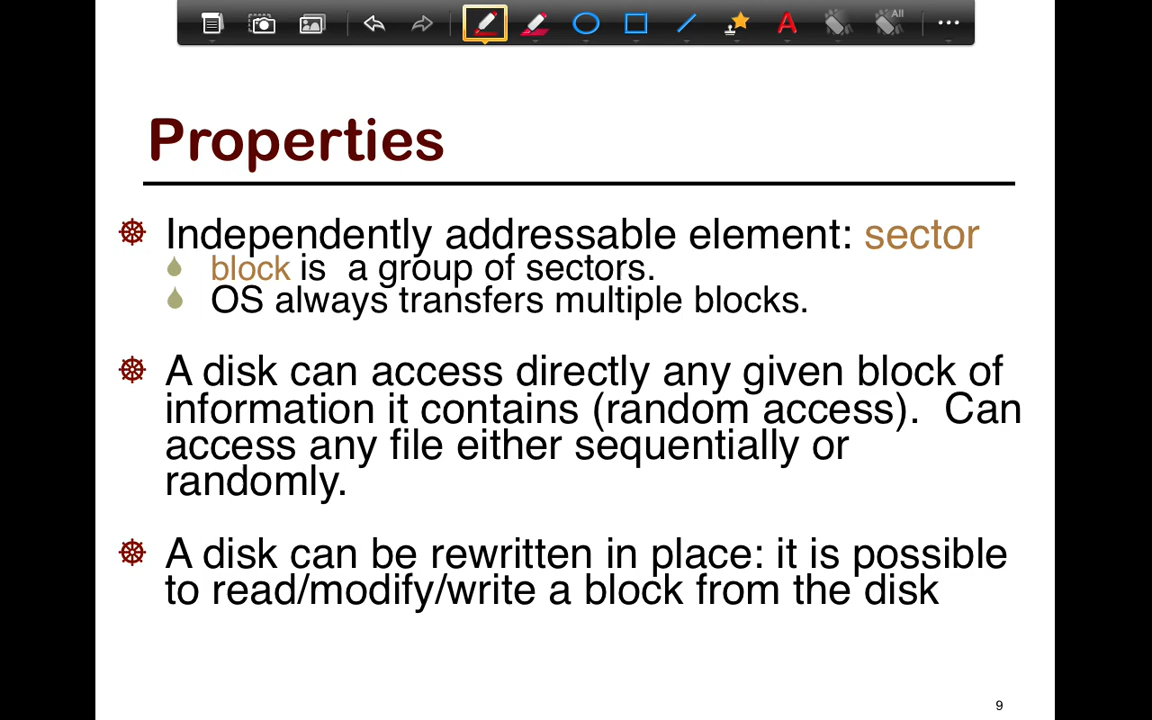 All
A
Properties
Independently addressable element: sector
block is a group of sectors.
OS always transfers multiple blocks.
A disk can access directly any given block of
information it contains (random access). Can
access any file either sequentially or
randomly.
A disk can be rewritten in place: it is possible
to read/modify/write a block from the disk
9